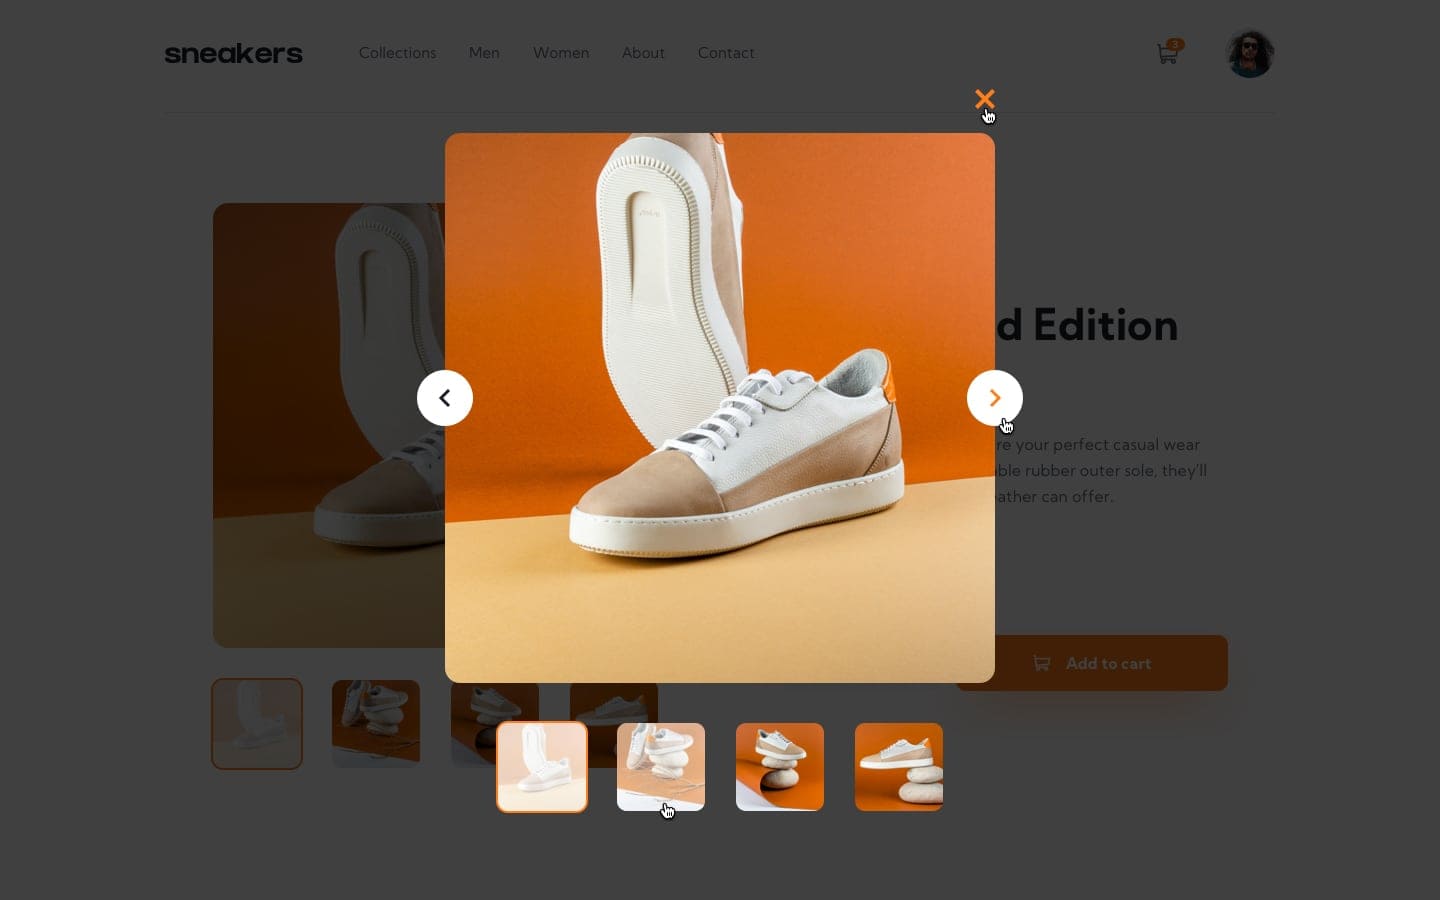 sneakers
Collections
Men
Women
About
Contact
3
d Edition
re your perfect casual wear
ble rubber outer sole, they'll
eather can offer.
Add to cart